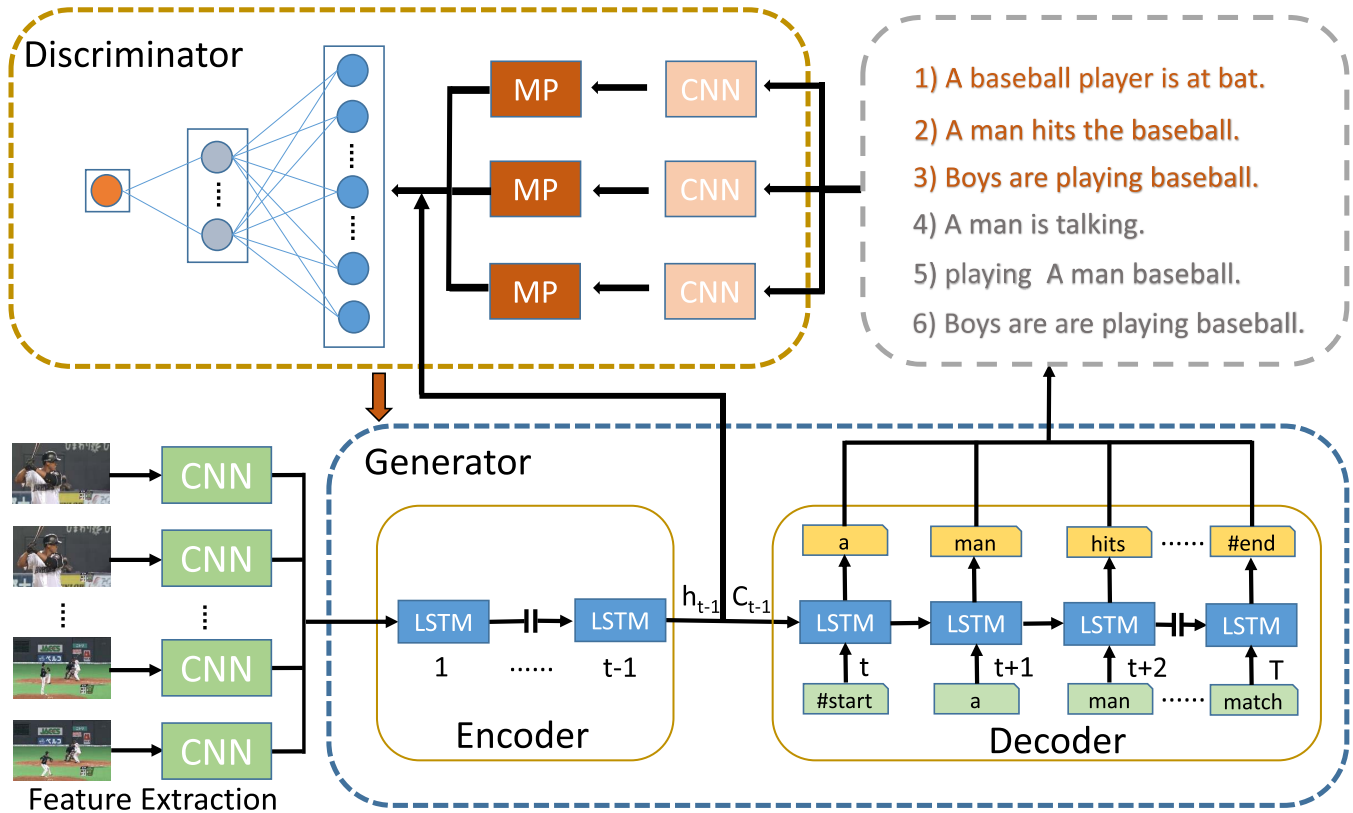 Discriminator
MP
CNN
MP
CNN
MP
CNN
1) A baseball player is at bat.
2) A man hits the baseball.
3) Boys are playing baseball.
4) A man is talking.
5) playing A man baseball.
6) Boys are are playing baseball.
CNN
CNN
CNN
CNN
Feature Extraction
Generator
LSTM
LSTM
1 ...... t-1
Encoder
ht-1 Ct-1
a man hits ...... #end
LSTM LSTM LSTM LSTM
t t+1 t+2 T
#start a man ...... match
Decoder